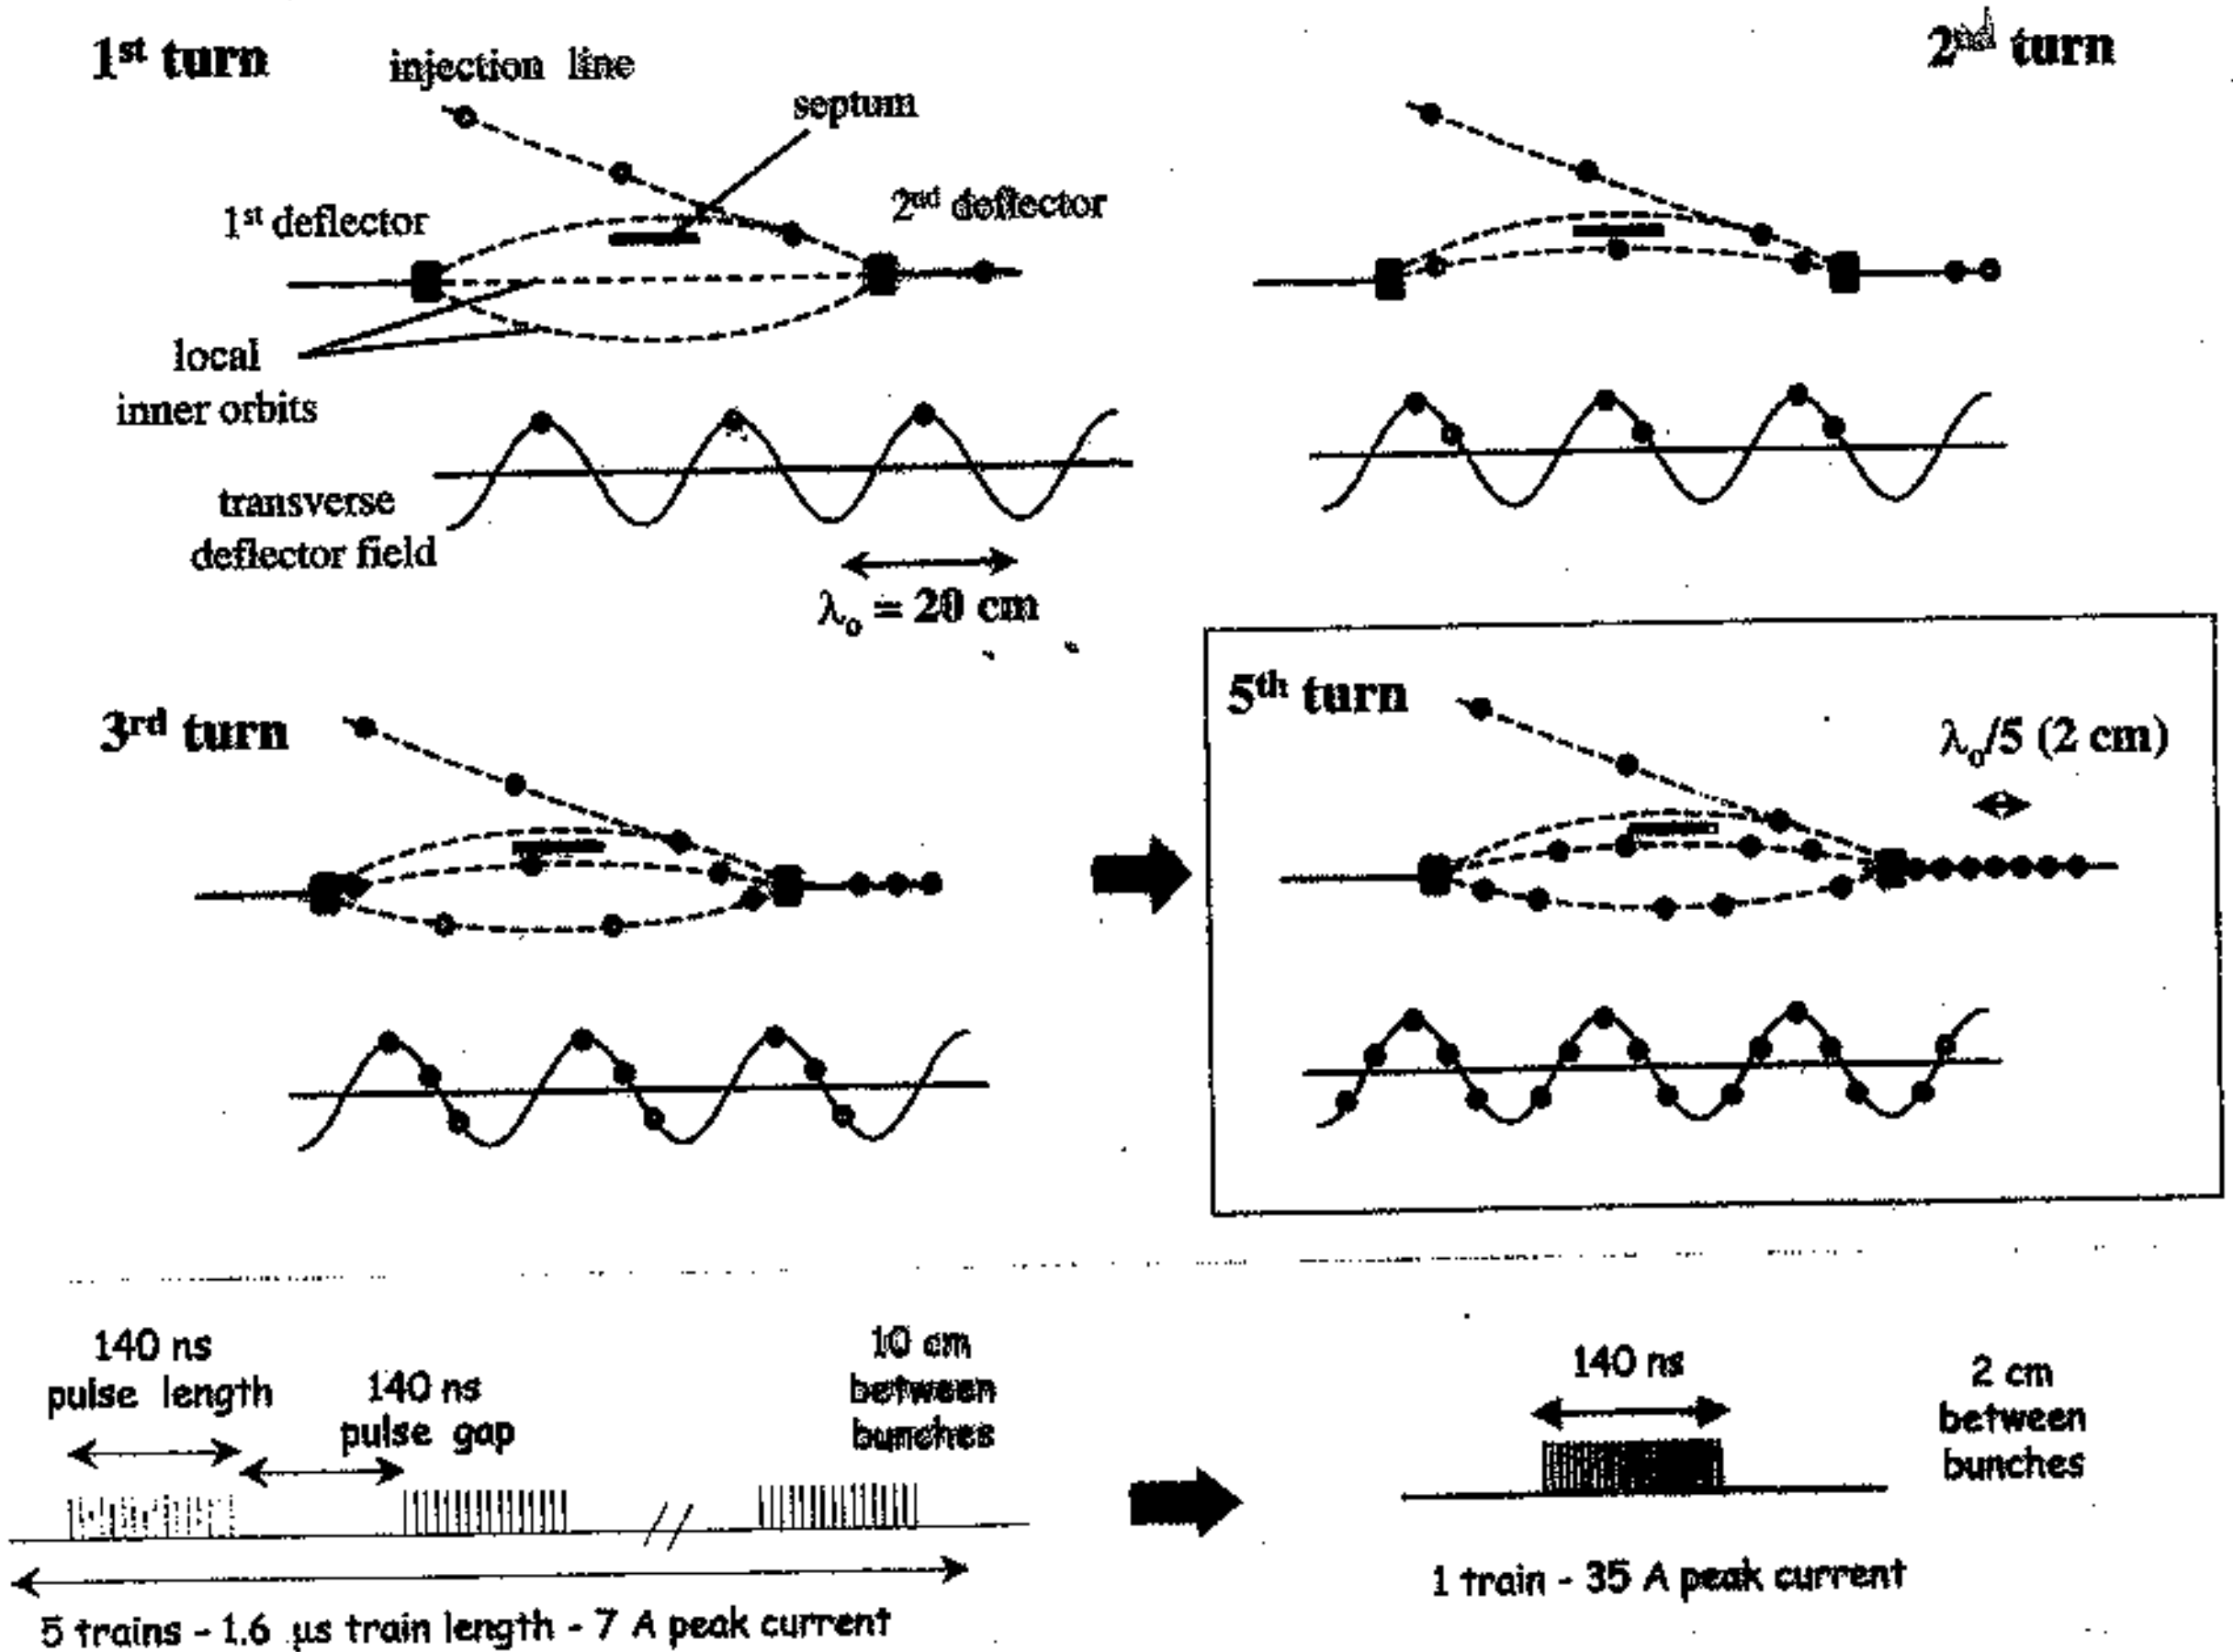 1st turn
injection line
septum
1st deflector
2nd deflector
local
inner orbits
transverse
deflector field
λo = 20 cm
2nd turn
3rd turn
5th turn
λo/5 (2 cm)
140 ns
pulse length
140 ns
pulse gap
10 cm
between
bunches
5 trains - 1.6 μs train length - 7 A peak current
140 ns
2 cm
between
bunches
1 train - 35 A peak current